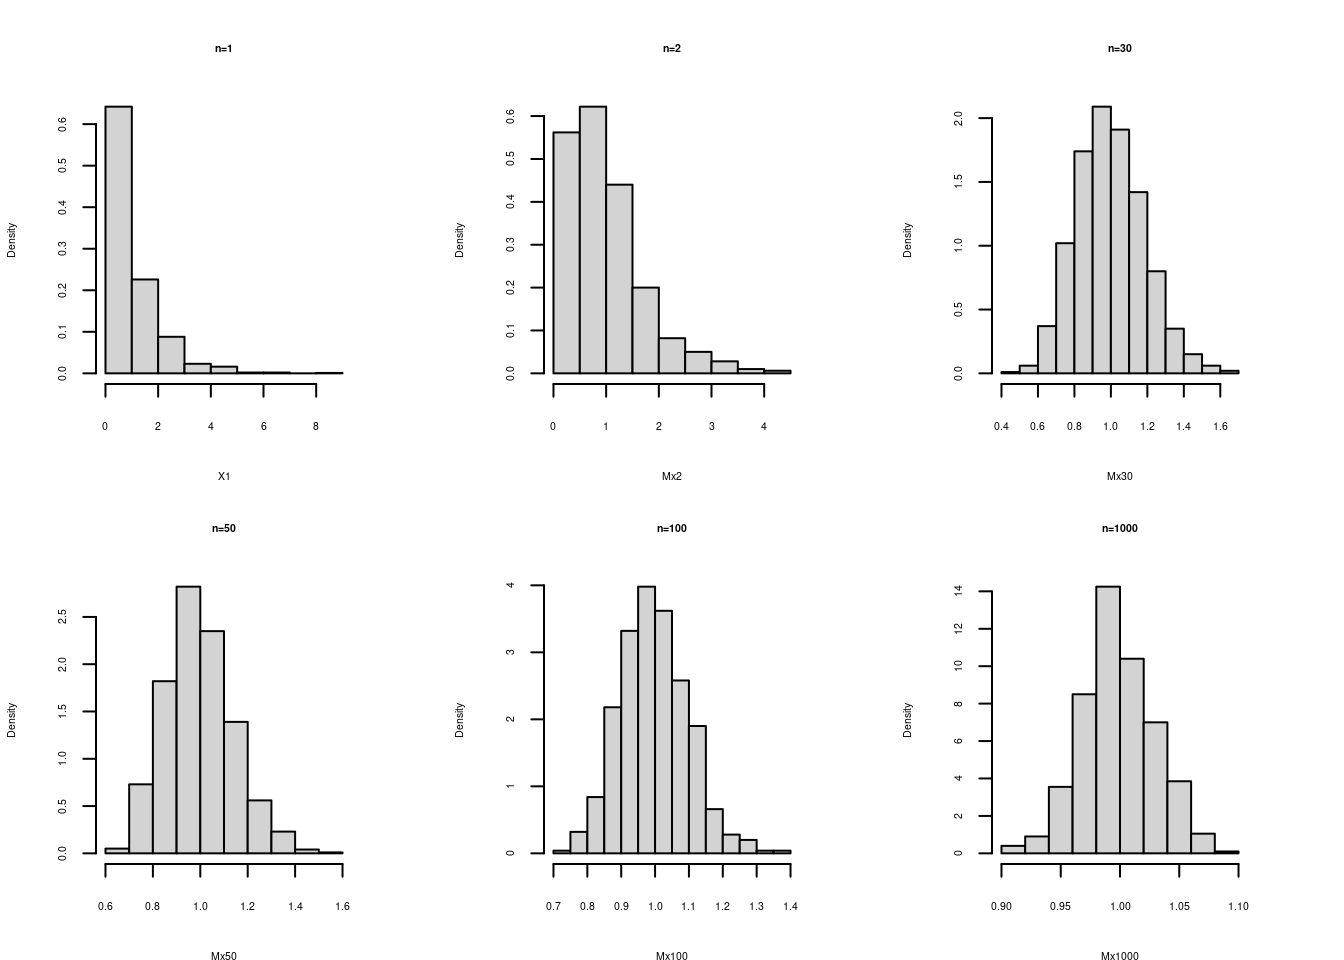 n=1
Density
0.0 0.1 0.2 0.3 0.4 0.5 0.6
0 2 4 6 8
X1
n=2
0.0 0.1 0.2 0.3 0.4 0.5 0.6
Density
0 1 2 3 4
Mx2
n=30
0.0 0.5 1.0 1.5 2.0
Density
0.4 0.6 0.8 1.0 1.2 1.4 1.6
Mx30
n=50
Density
0.0 0.5 1.0 1.5 2.0 2.5
0.6 0.8 1.0 1.2 1.4 1.6
Mx50
n=100
Density
0 1 2 3 4
0.7 0.8 0.9 1.0 1.1 1.2 1.3 1.4
Mx100
n=1000
Density
0 2 4 6 8 10 12 14
0.90 0.95 1.00 1.05 1.10
Mx1000